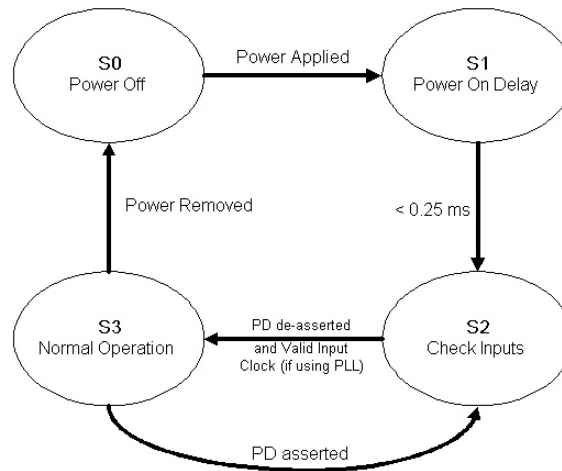 S0
Power Off
Power Applied
S1
Power On Delay
Power Removed
< 0.25 ms
S3
Normal Operation
PD de-asserted
and Valid Input
Clock (if using PLL)
S2
Check Inputs
PD asserted